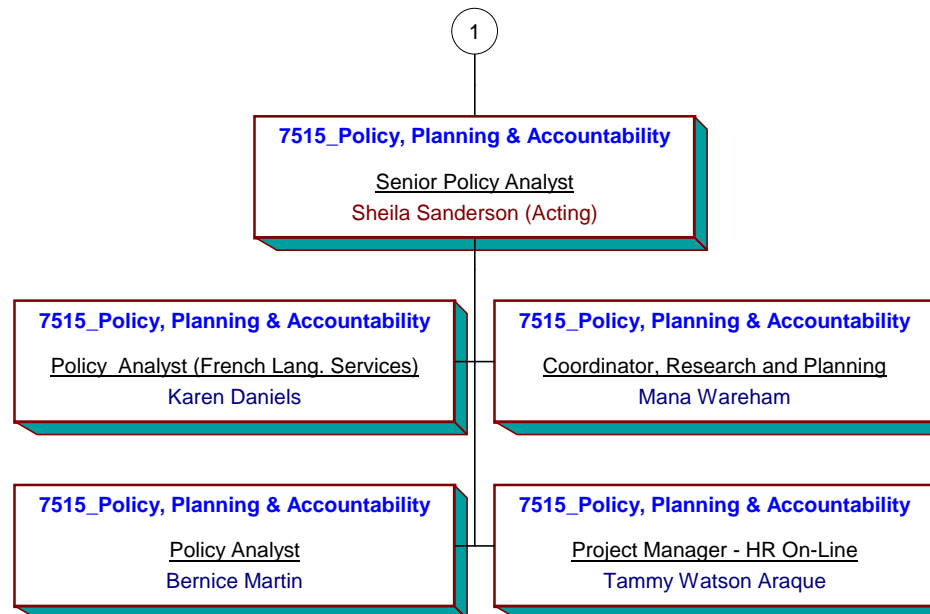 1
7515_Policy, Planning & Accountability
Senior Policy Analyst
Sheila Sanderson (Acting)
7515_Policy, Planning & Accountability
Policy Analyst (French Lang. Services)
Karen Daniels
7515_Policy, Planning & Accountability
Coordinator, Research and Planning
Mana Wareham
7515_Policy, Planning & Accountability
Policy Analyst
Bernice Martin
7515_Policy, Planning & Accountability
Project Manager - HR On-Line
Tammy Watson Araque